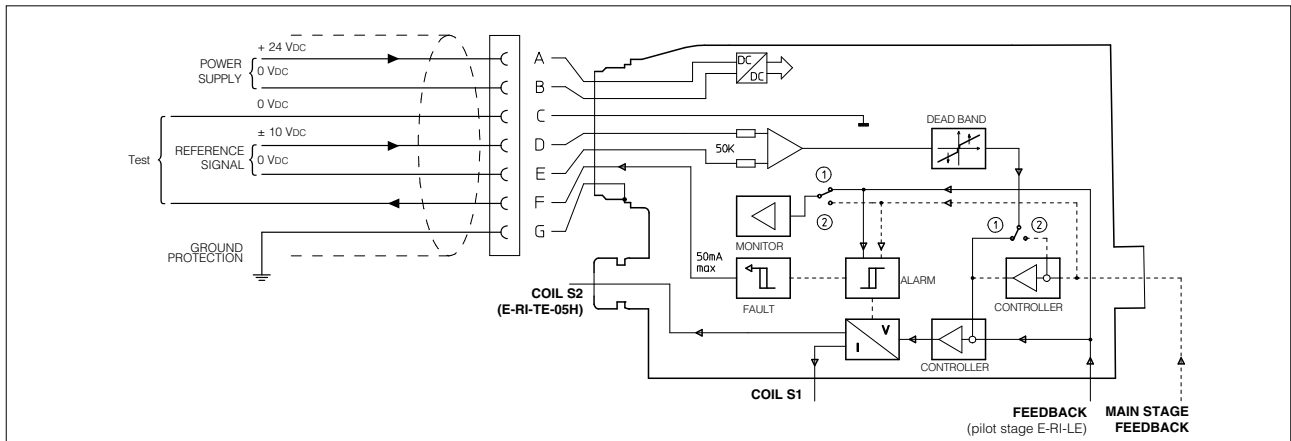 + 24 VDC
POWER
SUPPLY
0 VDC
0 VDC
Test
± 10 VDC
REFERENCE
SIGNAL
0 VDC
GROUND
PROTECTION
A
B
C
D
E
F
G
DC
DC
50K
DEAD BAND
①
②
MONITOR
①
②
50mA
max
FAULT
ALARM
CONTROLLER
COIL S2
(E-RI-TE-05H)
V
I
CONTROLLER
COIL S1
FEEDBACK
(pilot stage E-RI-LE)
MAIN STAGE
FEEDBACK